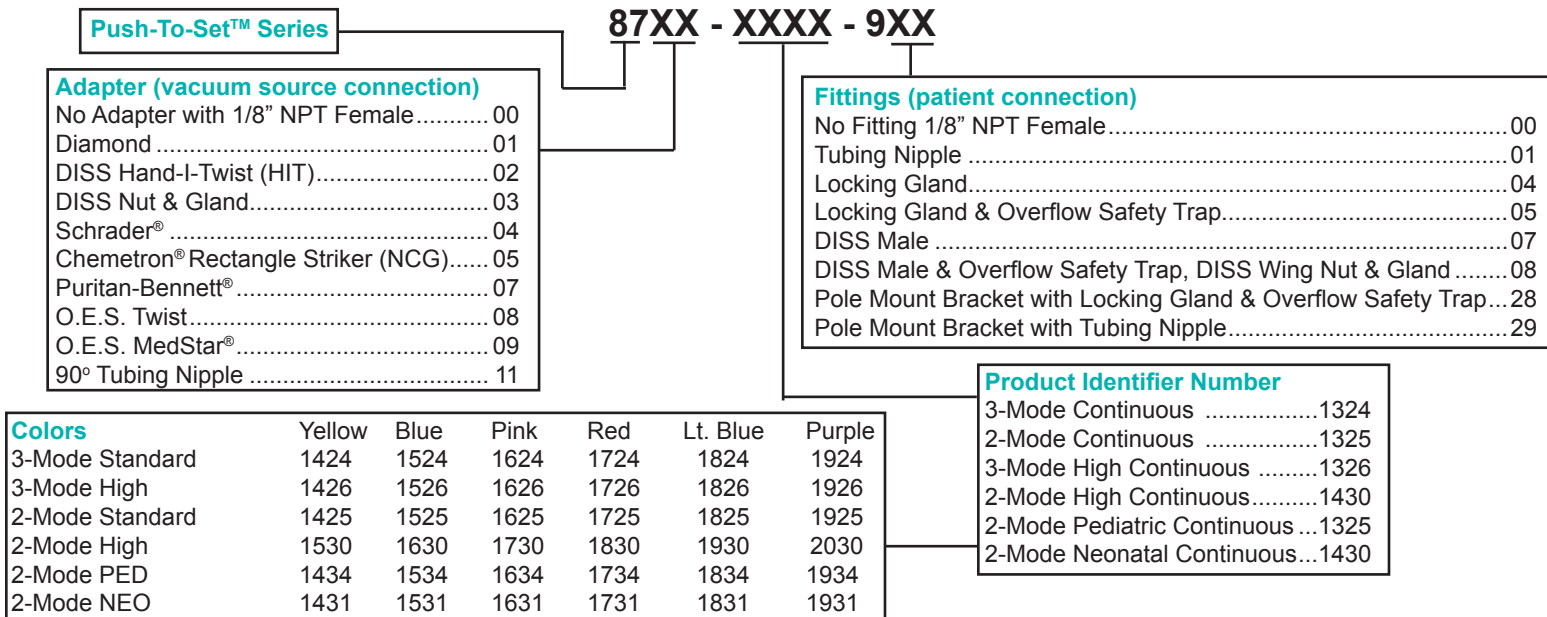 87XX - XXXX - 9XX
Push-To-Set™ Series
Adapter (vacuum source connection)
No Adapter with 1/8” NPT Female........... 00
Diamond ................................................ 01
DISS Hand-I-Twist (HIT)......................... 02
DISS Nut & Gland................................... 03
Schrader® .............................................. 04
Chemetron® Rectangle Striker (NCG)...... 05
Puritan-Bennett® ..................................... 07
O.E.S. Twist............................................ 08
O.E.S. MedStar® ..................................... 09
90º Tubing Nipple ................................... 11
Fittings (patient connection)
No Fitting 1/8” NPT Female..........................................................00
Tubing Nipple ..............................................................................01
Locking Gland..............................................................................04
Locking Gland & Overflow Safety Trap.........................................05
DISS Male ...................................................................................07
DISS Male & Overflow Safety Trap, DISS Wing Nut & Gland ........08
Pole Mount Bracket with Locking Gland & Overflow Safety Trap...28
Pole Mount Bracket with Tubing Nipple........................................29
Product Identifier Number
3-Mode Continuous .................1324
2-Mode Continuous .................1325
3-Mode High Continuous .........1326
2-Mode High Continuous..........1430
2-Mode Pediatric Continuous ...1325
2-Mode Neonatal Continuous...1430
Colors Yellow Blue Pink Red Lt. Blue Purple
3-Mode Standard 1424 1524 1624 1724 1824 1924
3-Mode High 1426 1526 1626 1726 1826 1926
2-Mode Standard 1425 1525 1625 1725 1825 1925
2-Mode High 1530 1630 1730 1830 1930 2030
2-Mode PED 1434 1534 1634 1734 1834 1934
2-Mode NEO 1431 1531 1631 1731 1831 1931